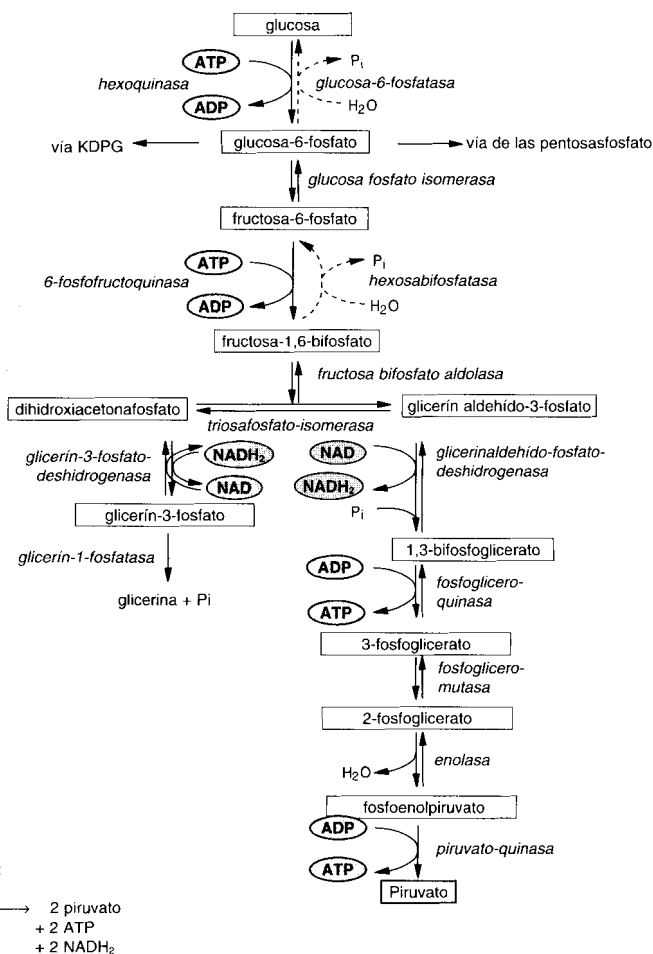 glucosa
ATP
Pi
hexoquinasa
glucosa-6-fosfatasa
ADP
H2O
vía KDPG
glucosa-6-fosfato
vía de las pentosasfosfato
glucosa fosfato isomerasa
fructosa-6-fosfato
ATP
Pi
6-fosfofructoquinasa
hexosabifosfatasa
ADP
H2O
fructosa-1,6-bifosfato
fructosa bifosfato aldolasa
dihidroxiacetonafosfato
glicerín aldehído-3-fosfato
triosafosfato-isomerasa
glicerín-3-fosfato-
deshidrogenasa
NADH2
NAD
NAD
NADH2
glicerinaldehído-fosfato-
deshidrogenasa
Pi
glicerín-3-fosfato
1,3-bifosfoglicerato
glicerín-1-fosfatasa
ADP
fosfoglicero-
quinasa
glicerina + Pi
ATP
3-fosfoglicerato
fosfoglicero-
mutasa
2-fosfoglicerato
enolasa
H2O
fosfoenolpiruvato
ADP
piruvato-quinasa
ATP
Piruvato
2 piruvato
+ 2 ATP
+ 2 NADH2